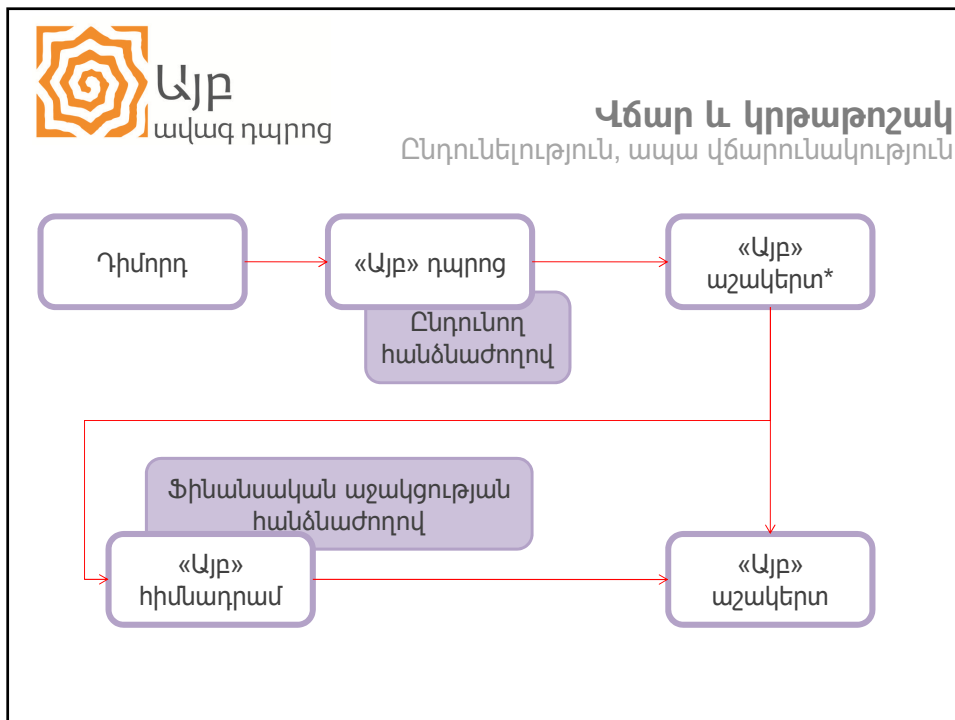 Այբ
ավագ դպրոց
Վճար և կրթաթոշակ
Ընդունելություն, ապա վճարունակություն
Դիմորդ
«Այբ» դպրոց
«Այբ»
աշակերտ*
Ընդունող
հանձնաժողով
Ֆինանսական աջակցության
հանձնաժողով
«Այբ»
հիմնադրամ
«Այբ»
աշակերտ